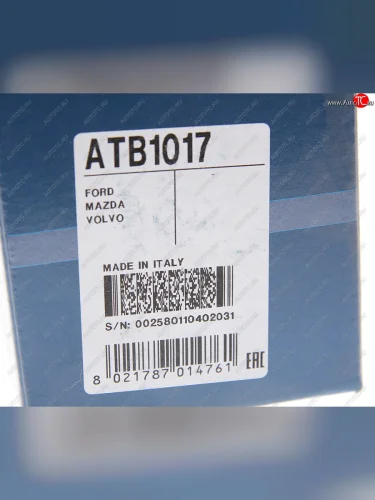 ATB1017
FORD
MAZDA
VOLVO
MADE IN ITALY
S/N: 002580110402031
EAC
8 021787 014761